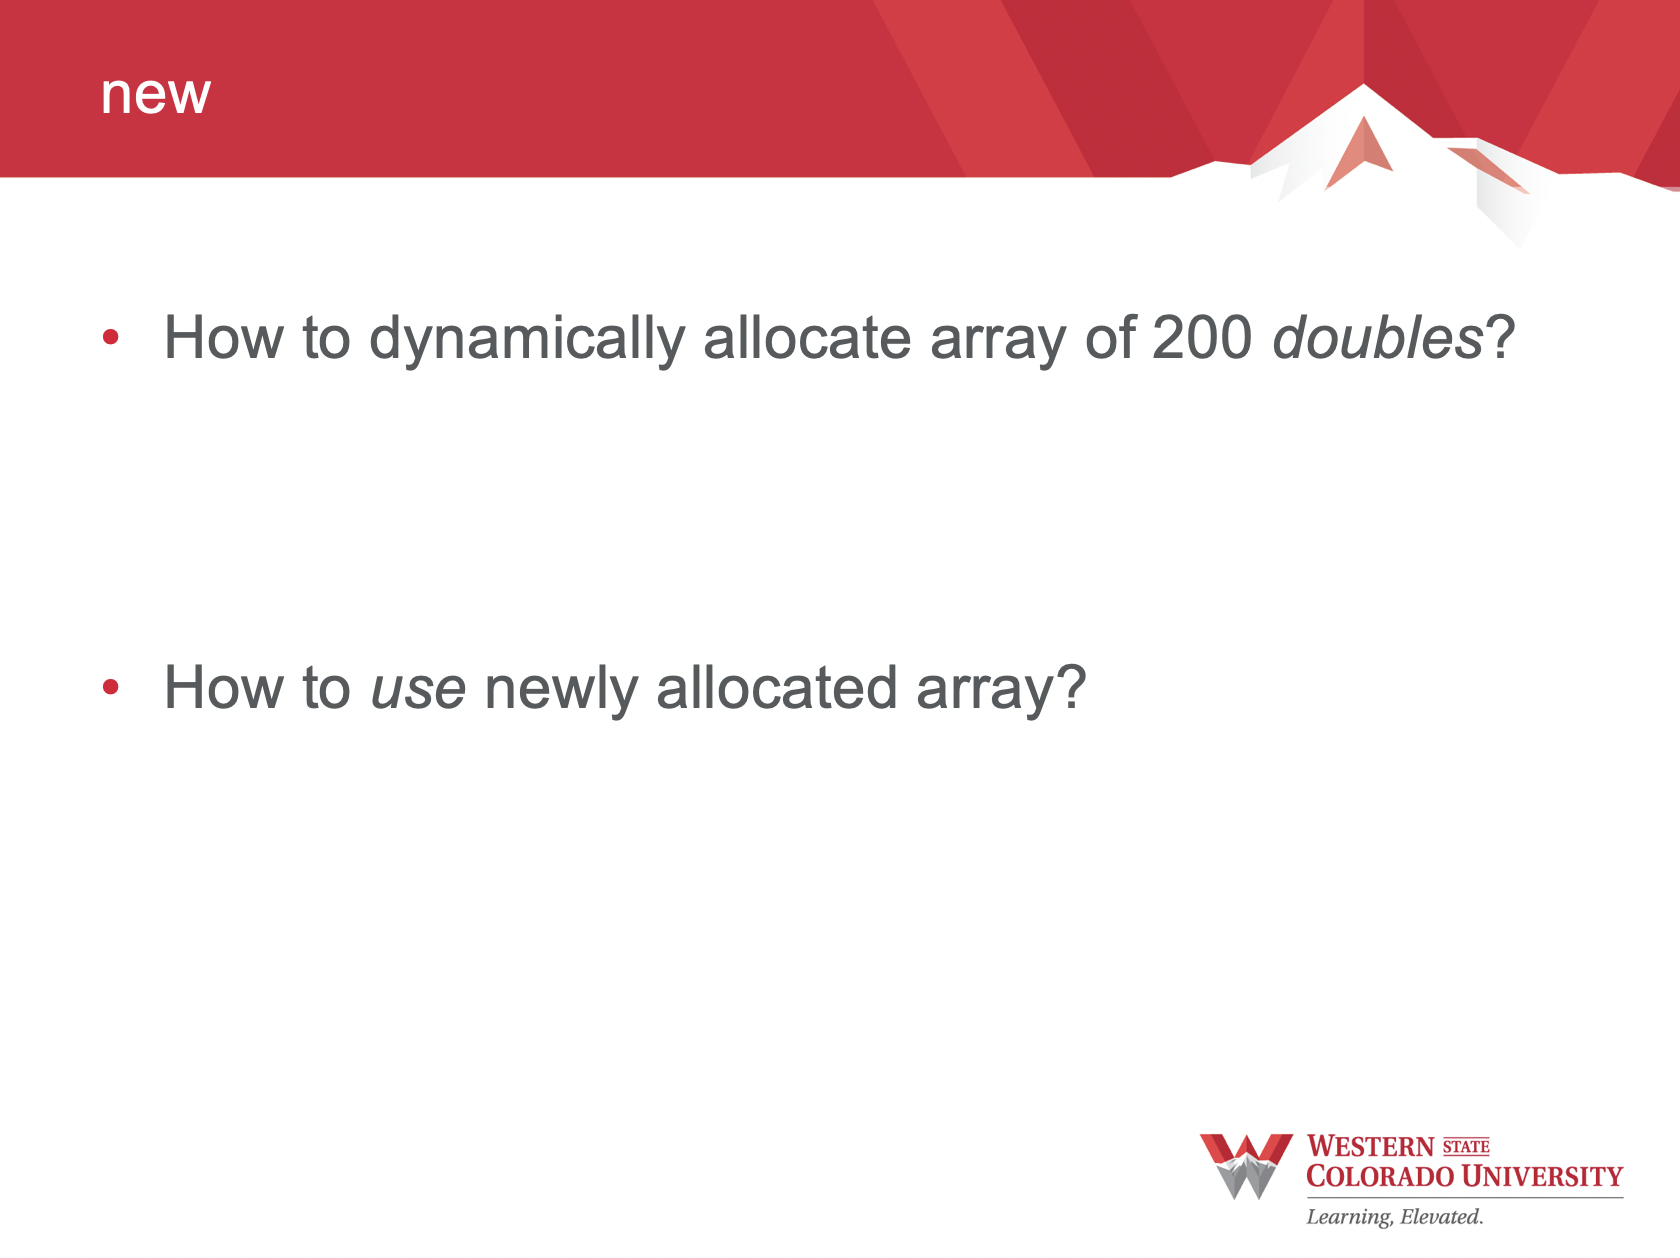 new
• How to dynamically allocate array of 200 doubles?
• How to use newly allocated array?
WESTERN STATE
COLORADO UNIVERSITY
Learning, Elevated.